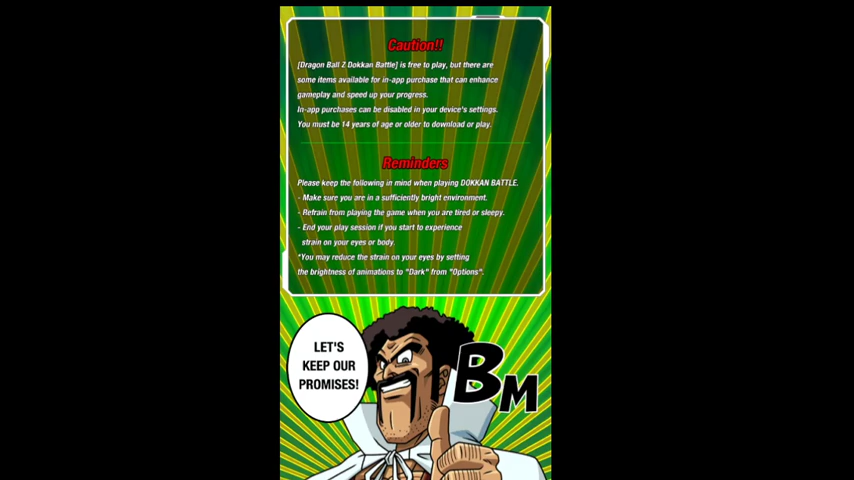 Caution!!
[Dragon Ball Z Dokkan Battle] is free to play, but there are
some items available for in-app purchase that can enhance
gameplay and speed up your progress.
In-app purchases can be disabled in your device's settings.
You must be 14 years of age or older to download or play.
Reminders
Please keep the following in mind when playing DOKKAN BATTLE.
- Make sure you are in a sufficiently bright environment.
- Refrain from playing the game when you are tired or sleepy.
- End your play session if you start to experience
strain on your eyes or body.
*You may reduce the strain on your eyes by setting
the brightness of animations to "Dark" from "Options".
LET'S
KEEP OUR
PROMISES!
BM